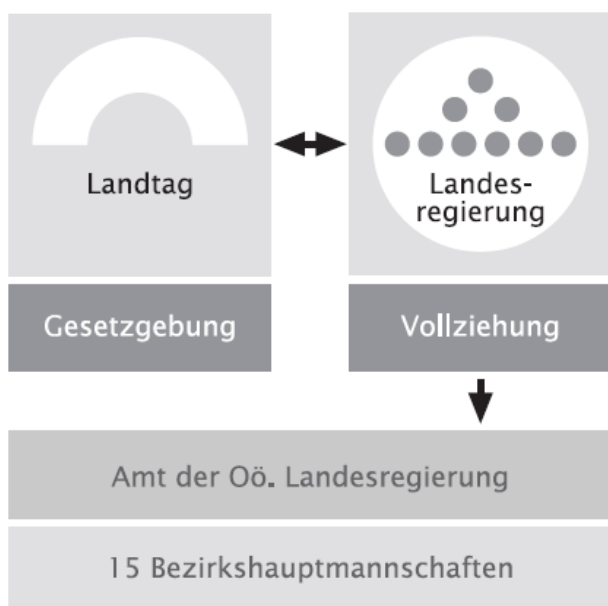 Landtag
Landes-
regierung
Gesetzgebung
Vollziehung
Amt der Oö. Landesregierung
15 Bezirkshauptmannschaften